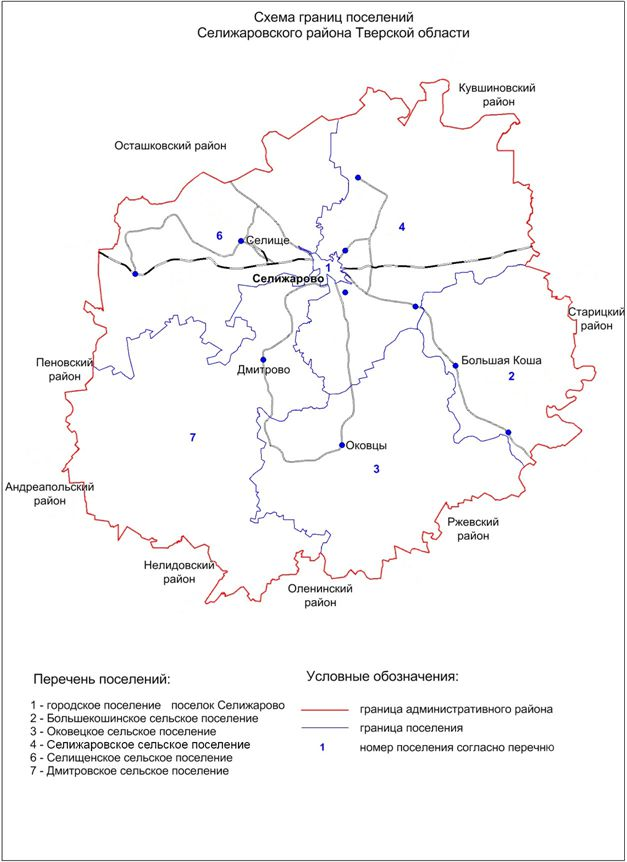 Схема границ поселений
Селижаровского района Тверской области
Кувшиновский
район
Осташковский район
4
6
Селище
1
Селижарово
Старицкий
район
Пеновский
район
Большая Коша
Дмитрово
2
7
Оковцы
3
Андреапольский
район
Ржевский
район
Нелидовский
район
Оленинский
район
Перечень поселений:
1 - городское поселение поселок Селижарово
2 - Большекошинское сельское поселение
3 - Оковецкое сельское поселение
4 - Селижаровское сельское поселение
6 - Селищенское сельское поселение
7 - Дмитровское сельское поселение
Условные обозначения:
граница административного района
граница поселения
1 номер поселения согласно перечню